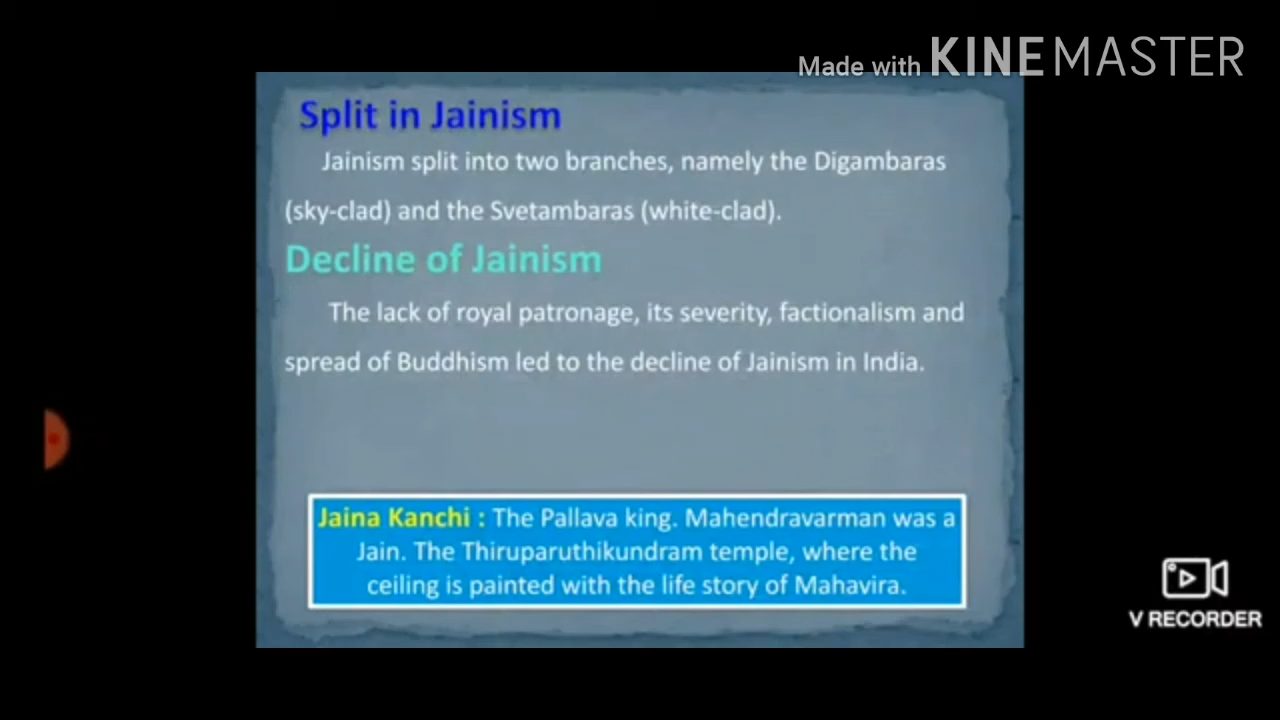 Made with KINEMASTER
Split in Jainism
Jainism split into two branches, namely the Digambaras
(sky-clad) and the Svetambaras (white-clad).
Decline of Jainism
The lack of royal patronage, its severity, factionalism and
spread of Buddhism led to the decline of Jainism in India.
Jaina Kanchi : The Pallava king. Mahendravarman was a
Jain. The Thiruparuthikundram temple, where the
ceiling is painted with the life story of Mahavira.
V RECORDER